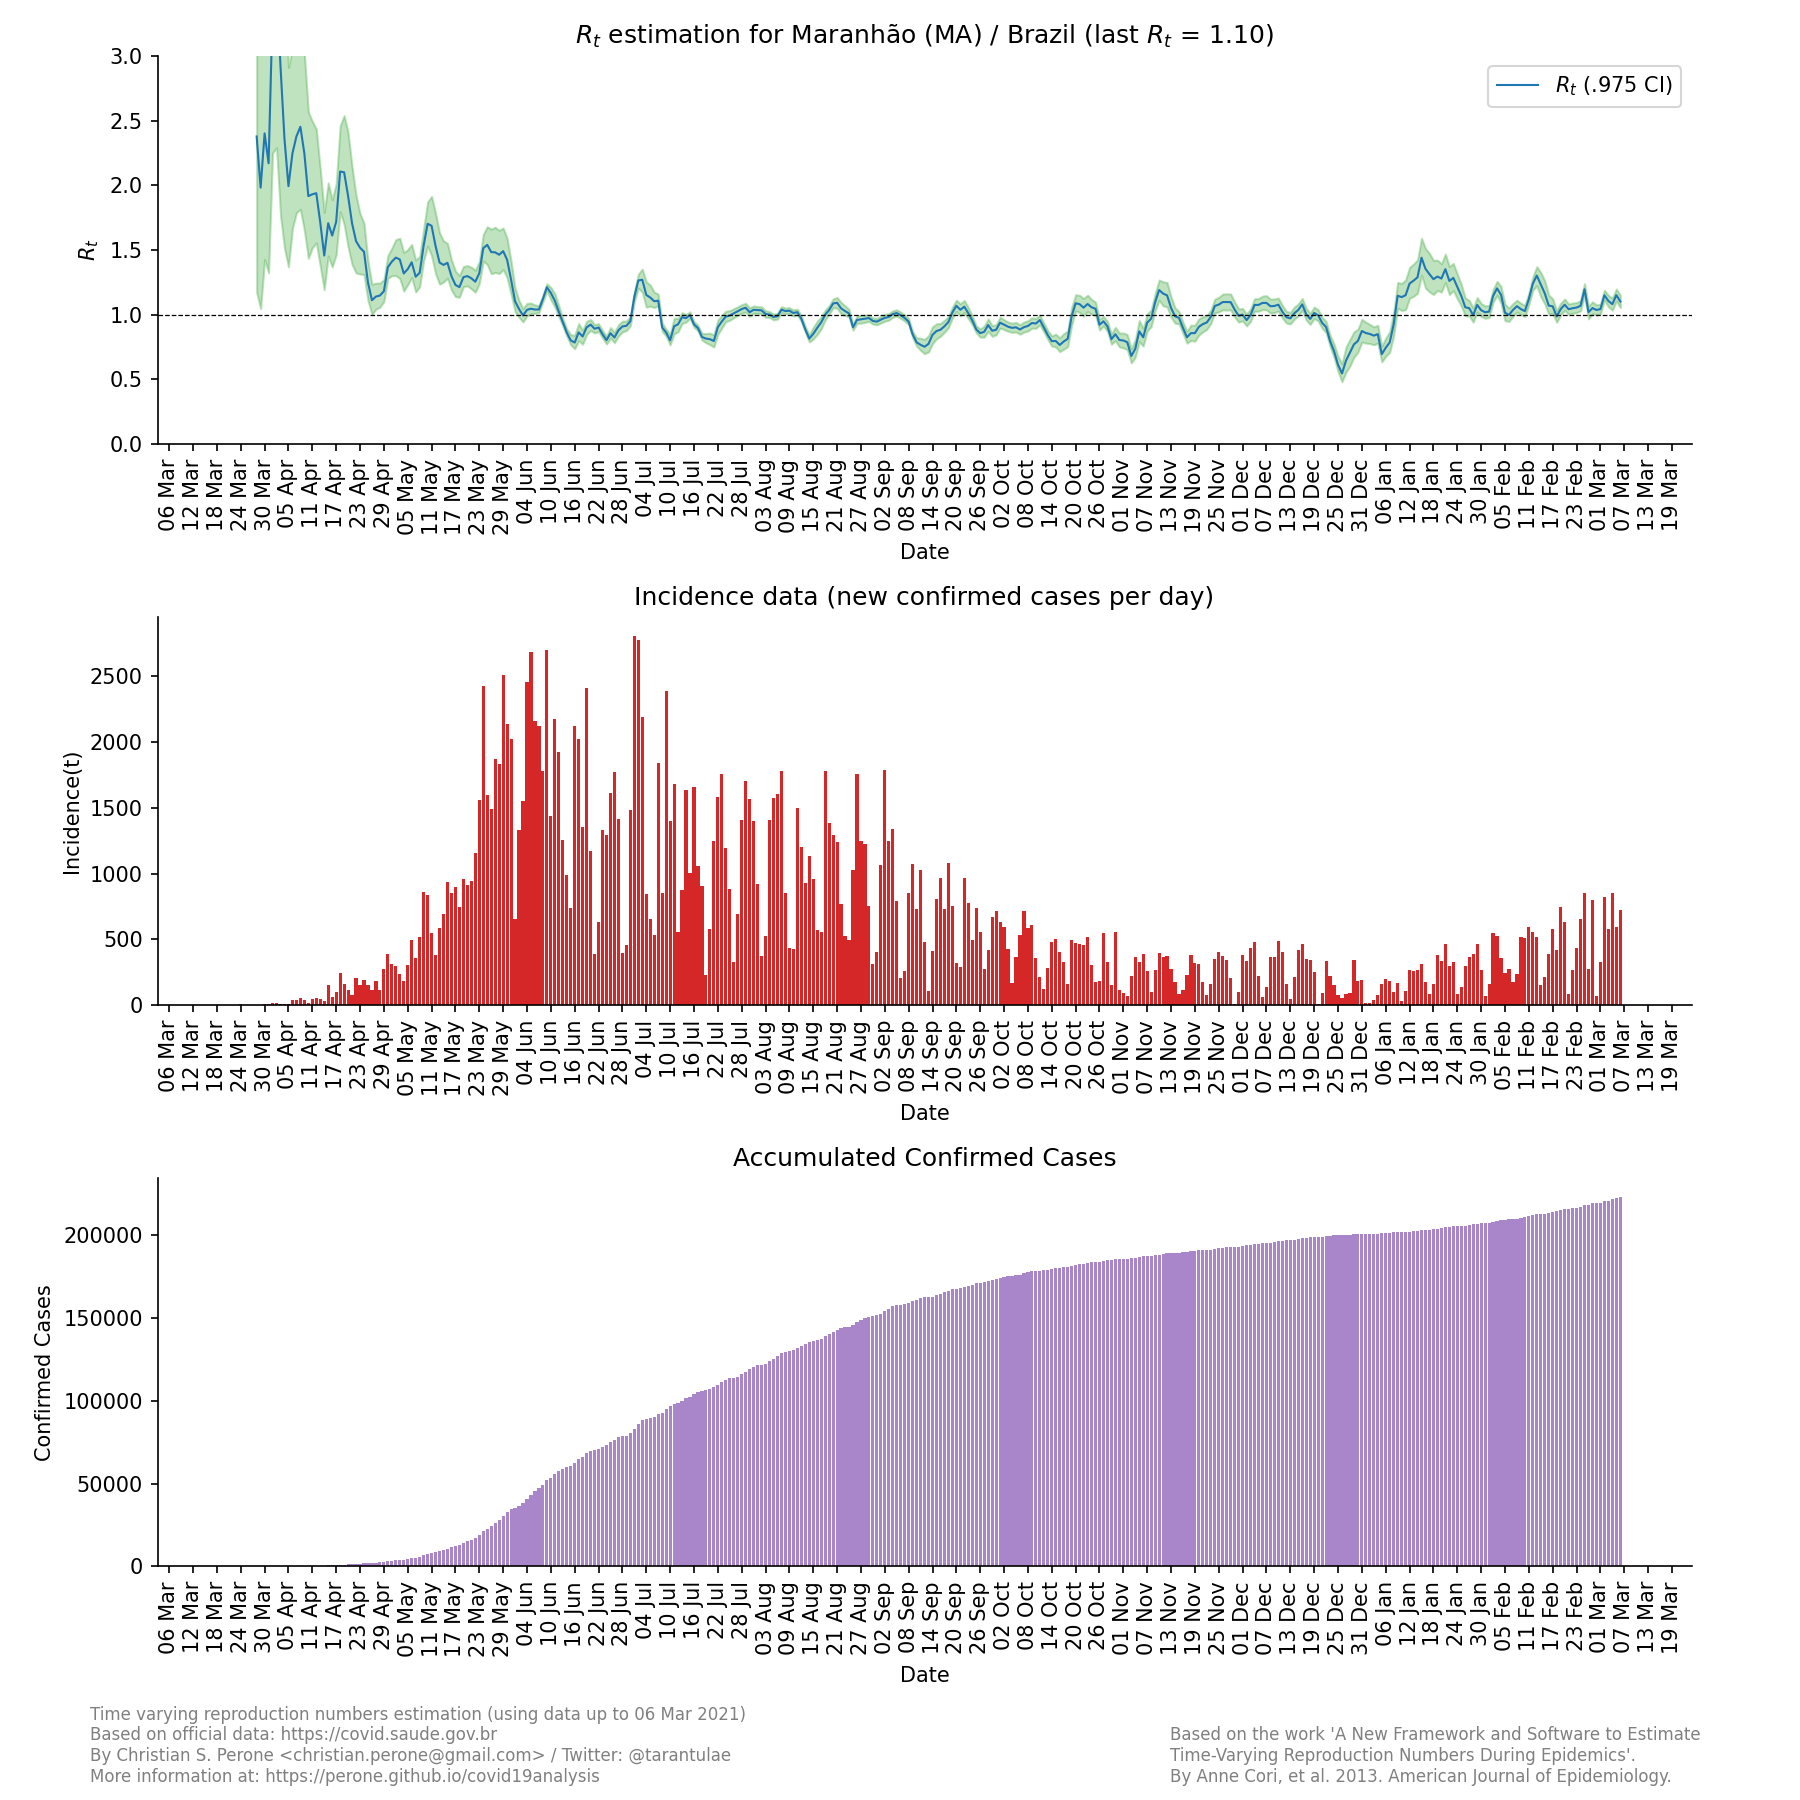 R_t estimation for Maranhão (MA) / Brazil (last R_t = 1.10)
R_t (.975 CI)
3.0
2.5
2.0
1.5
1.0
0.5
0.0
R_t
06 Mar 12 Mar 18 Mar 24 Mar 30 Mar 05 Apr 11 Apr 17 Apr 23 Apr 29 Apr 05 May 11 May 17 May 23 May 29 May 04 Jun 10 Jun 16 Jun 22 Jun 28 Jun 04 Jul 10 Jul 16 Jul 22 Jul 28 Jul 03 Aug 09 Aug 15 Aug 21 Aug 27 Aug 02 Sep 08 Sep 14 Sep 20 Sep 26 Sep 02 Oct 08 Oct 14 Oct 20 Oct 26 Oct 01 Nov 07 Nov 13 Nov 19 Nov 25 Nov 01 Dec 07 Dec 13 Dec 19 Dec 25 Dec 31 Dec 06 Jan 12 Jan 18 Jan 24 Jan 30 Jan 05 Feb 11 Feb 17 Feb 23 Feb 01 Mar 07 Mar 13 Mar 19 Mar
Date
Incidence data (new confirmed cases per day)
2500
2000
1500
1000
500
0
Incidence(t)
06 Mar 12 Mar 18 Mar 24 Mar 30 Mar 05 Apr 11 Apr 17 Apr 23 Apr 29 Apr 05 May 11 May 17 May 23 May 29 May 04 Jun 10 Jun 16 Jun 22 Jun 28 Jun 04 Jul 10 Jul 16 Jul 22 Jul 28 Jul 03 Aug 09 Aug 15 Aug 21 Aug 27 Aug 02 Sep 08 Sep 14 Sep 20 Sep 26 Sep 02 Oct 08 Oct 14 Oct 20 Oct 26 Oct 01 Nov 07 Nov 13 Nov 19 Nov 25 Nov 01 Dec 07 Dec 13 Dec 19 Dec 25 Dec 31 Dec 06 Jan 12 Jan 18 Jan 24 Jan 30 Jan 05 Feb 11 Feb 17 Feb 23 Feb 01 Mar 07 Mar 13 Mar 19 Mar
Date
Accumulated Confirmed Cases
200000
150000
100000
50000
0
Confirmed Cases
06 Mar 12 Mar 18 Mar 24 Mar 30 Mar 05 Apr 11 Apr 17 Apr 23 Apr 29 Apr 05 May 11 May 17 May 23 May 29 May 04 Jun 10 Jun 16 Jun 22 Jun 28 Jun 04 Jul 10 Jul 16 Jul 22 Jul 28 Jul 03 Aug 09 Aug 15 Aug 21 Aug 27 Aug 02 Sep 08 Sep 14 Sep 20 Sep 26 Sep 02 Oct 08 Oct 14 Oct 20 Oct 26 Oct 01 Nov 07 Nov 13 Nov 19 Nov 25 Nov 01 Dec 07 Dec 13 Dec 19 Dec 25 Dec 31 Dec 06 Jan 12 Jan 18 Jan 24 Jan 30 Jan 05 Feb 11 Feb 17 Feb 23 Feb 01 Mar 07 Mar 13 Mar 19 Mar
Date
Time varying reproduction numbers estimation (using data up to 06 Mar 2021)
Based on official data: https://covid.saude.gov.br
By Christian S. Perone <christian.perone@gmail.com> / Twitter: @tarantulae
More information at: https://perone.github.io/covid19analysis
Based on the work 'A New Framework and Software to Estimate
Time-Varying Reproduction Numbers During Epidemics'.
By Anne Cori, et al. 2013. American Journal of Epidemiology.